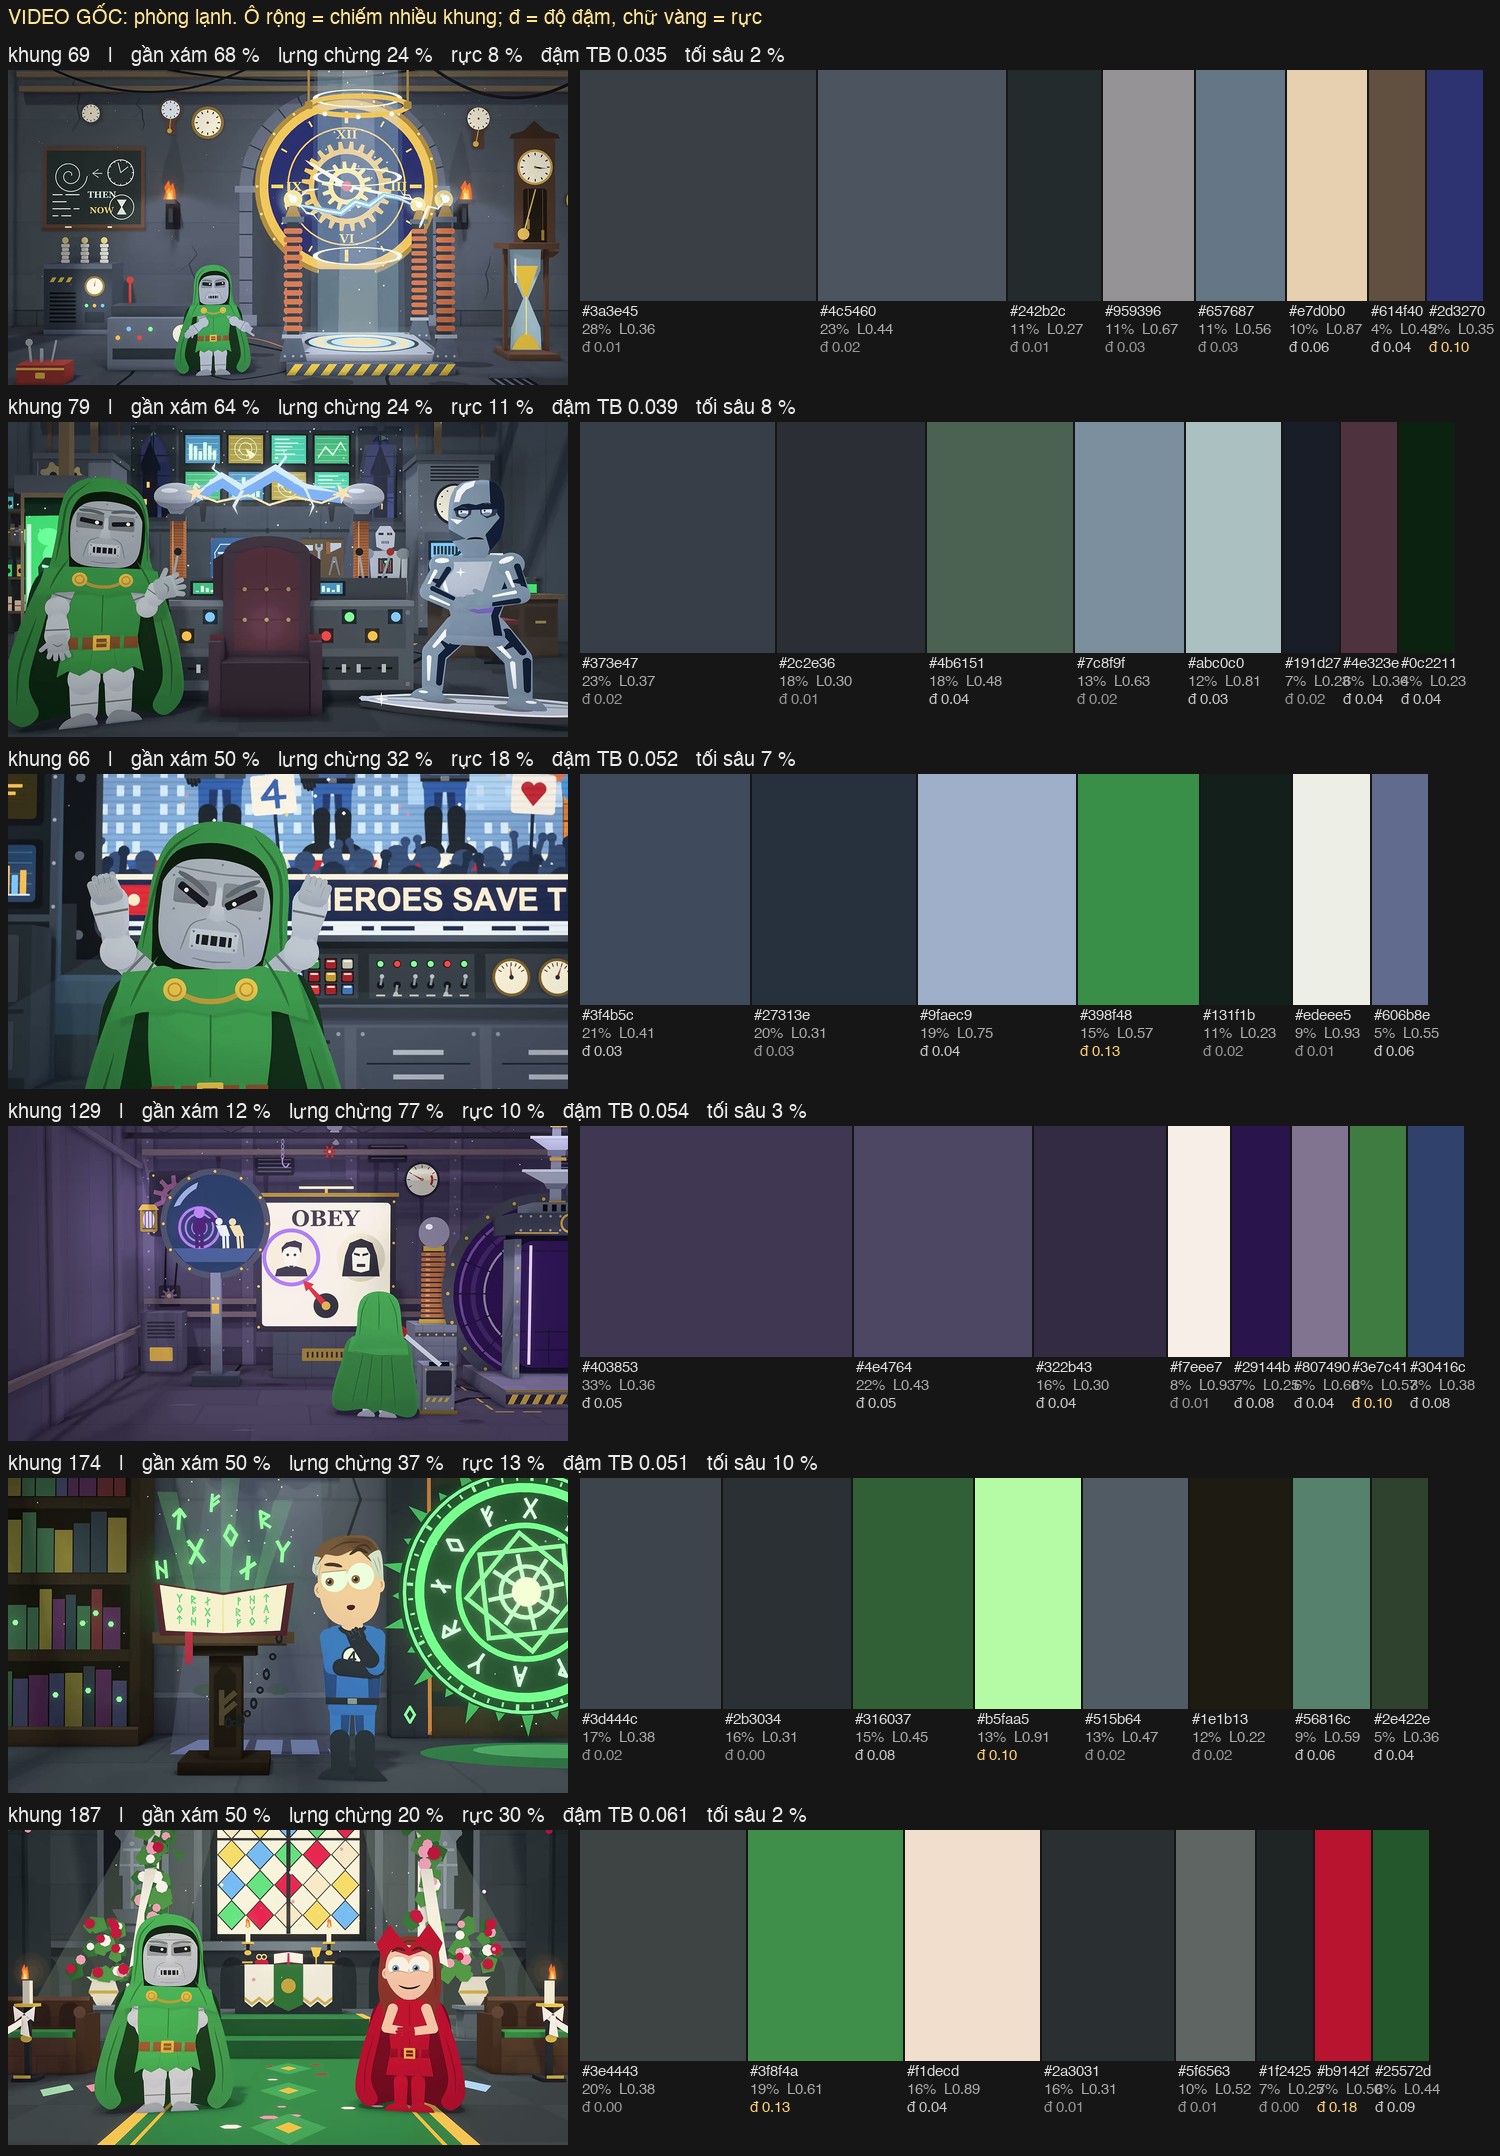 VIDEO GỐC: phòng lạnh. Ô rộng = chiếm nhiều khung; đ = độ đậm, chữ vàng = rực
khung 69 | gần xám 68 % lưng chừng 24 % rực 8 % đậm TB 0.035 tối sâu 2 %
XII
IX III
VI
THEN
NOW
#3a3e45 #4c5460 #242b2c #959396 #657687 #e7d0b0 #614f40 #2d3270
28% L0.36 23% L0.44 11% L0.27 11% L0.67 11% L0.56 10% L0.87 4% 2% L0.35
đ 0.01 đ 0.02 đ 0.01 đ 0.03 đ 0.03 đ 0.06 đ 0.04 đ 0.10
khung 79 | gần xám 64 % lưng chừng 24 % rực 11 % đậm TB 0.039 tối sâu 8 %
#373e47 #2c2e36 #4b6151 #7c8f9f #abc0c0 #191d27 #4e323e #0c2211
23% L0.37 18% L0.30 18% L0.48 13% L0.63 12% L0.81 7% L0.23
đ 0.02 đ 0.01 đ 0.04 đ 0.02 đ 0.03 đ 0.02 đ 0.04 đ 0.04
khung 66 | gần xám 50 % lưng chừng 32 % rực 18 % đậm TB 0.052 tối sâu 7 %
4
EROES SAVE T
#3f4b5c #27313e #9faec9 #398f48 #131f1b #edeee5 #606b8e
21% L0.41 20% L0.31 19% L0.75 15% L0.57 11% L0.23 9% L0.93 5% L0.55
đ 0.03 đ 0.03 đ 0.04 đ 0.13 đ 0.02 đ 0.01 đ 0.06
khung 129 | gần xám 12 % lưng chừng 77 % rực 10 % đậm TB 0.054 tối sâu 3 %
OBEY
#403853 #4e4764 #322b43 #f7eee7 #29144b #807490 #3e7c41 #30416c
33% L0.36 22% L0.43 16% L0.30 8% L0.93 L0.38
đ 0.05 đ 0.05 đ 0.04 đ 0.01 đ 0.08 đ 0.04 đ 0.10 đ 0.08
khung 174 | gần xám 50 % lưng chừng 37 % rực 13 % đậm TB 0.051 tối sâu 10 %
#3d444c #2b3034 #316037 #b5faa5 #515b64 #1e1b13 #56816c #2e422e
17% L0.38 16% L0.31 15% L0.45 13% L0.91 13% L0.47 12% L0.22 9% L0.59 5% L0.36
đ 0.02 đ 0.00 đ 0.08 đ 0.10 đ 0.02 đ 0.02 đ 0.06 đ 0.04
khung 187 | gần xám 50 % lưng chừng 20 % rực 30 % đậm TB 0.061 tối sâu 2 %
#3e4443 #3f8f4a #f1decd #2a3031 #5f6563 #1f2425 #b9142f #25572d
20% L0.38 19% L0.61 16% L0.89 16% L0.31 10% L0.52 7% L0.44
đ 0.00 đ 0.13 đ 0.04 đ 0.01 đ 0.01 đ 0.00 đ 0.18 đ 0.09